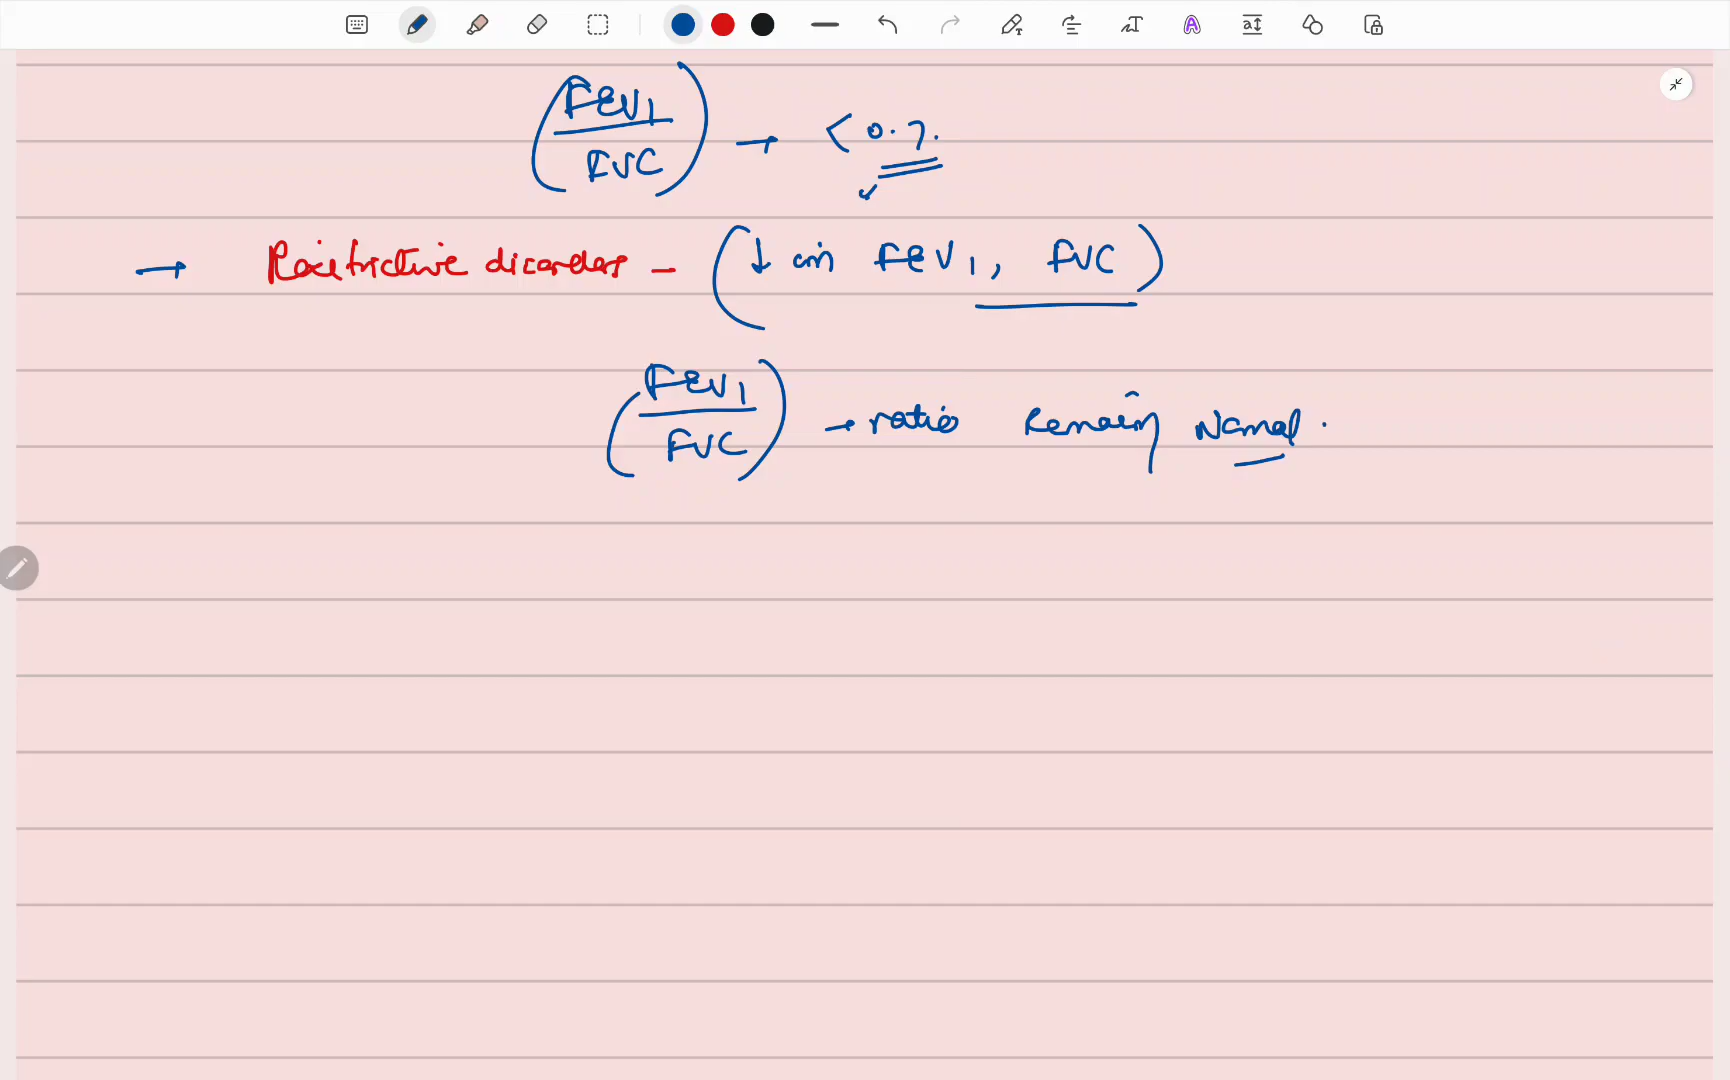 (FEV1 / FVC) → < 0.7.
→ Restrictive disorders - (↓ in FEV1, FVC)
(FEV1 / FVC) → ratio Remain Normal.